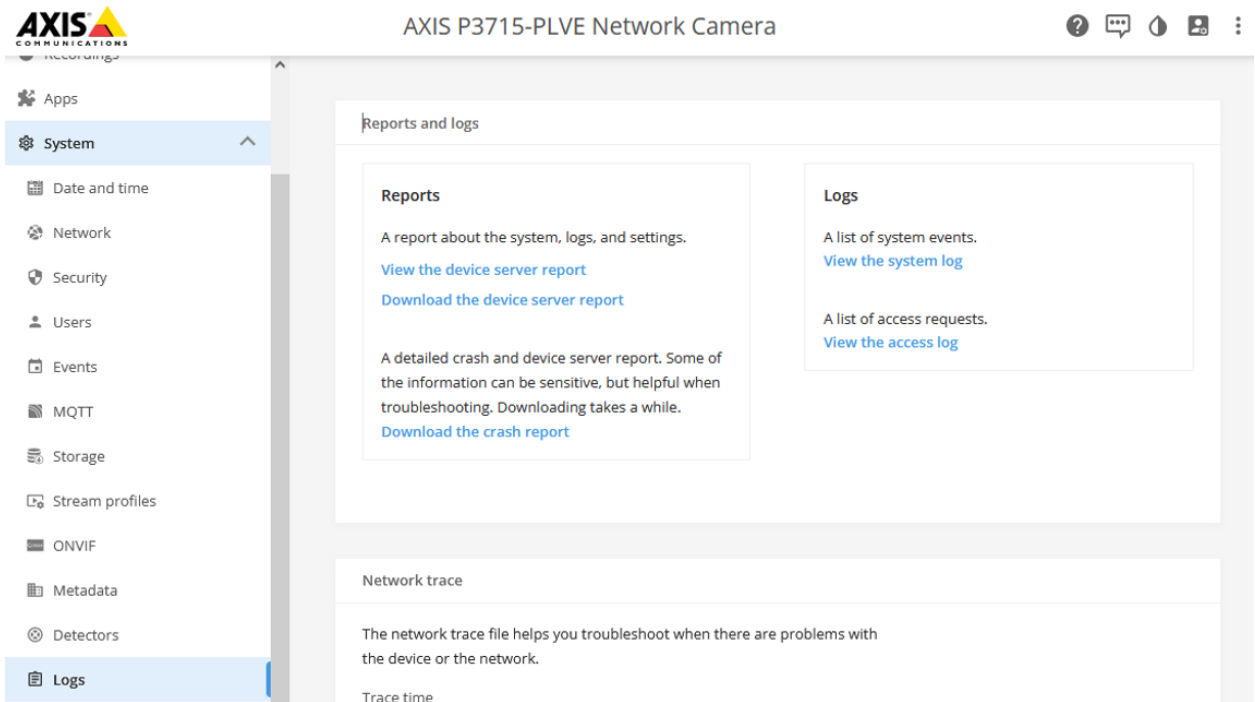 AXIS
COMMUNICATIONS
AXIS P3715-PLVE Network Camera
Recordings
Apps
System
Date and time
Network
Security
Users
Events
MQTT
Storage
Stream profiles
ONVIF
Metadata
Detectors
Logs
Reports and logs
Reports
A report about the system, logs, and settings.
View the device server report
Download the device server report
A detailed crash and device server report. Some of
the information can be sensitive, but helpful when
troubleshooting. Downloading takes a while.
Download the crash report
Logs
A list of system events.
View the system log
A list of access requests.
View the access log
Network trace
The network trace file helps you troubleshoot when there are problems with
the device or the network.
Trace time